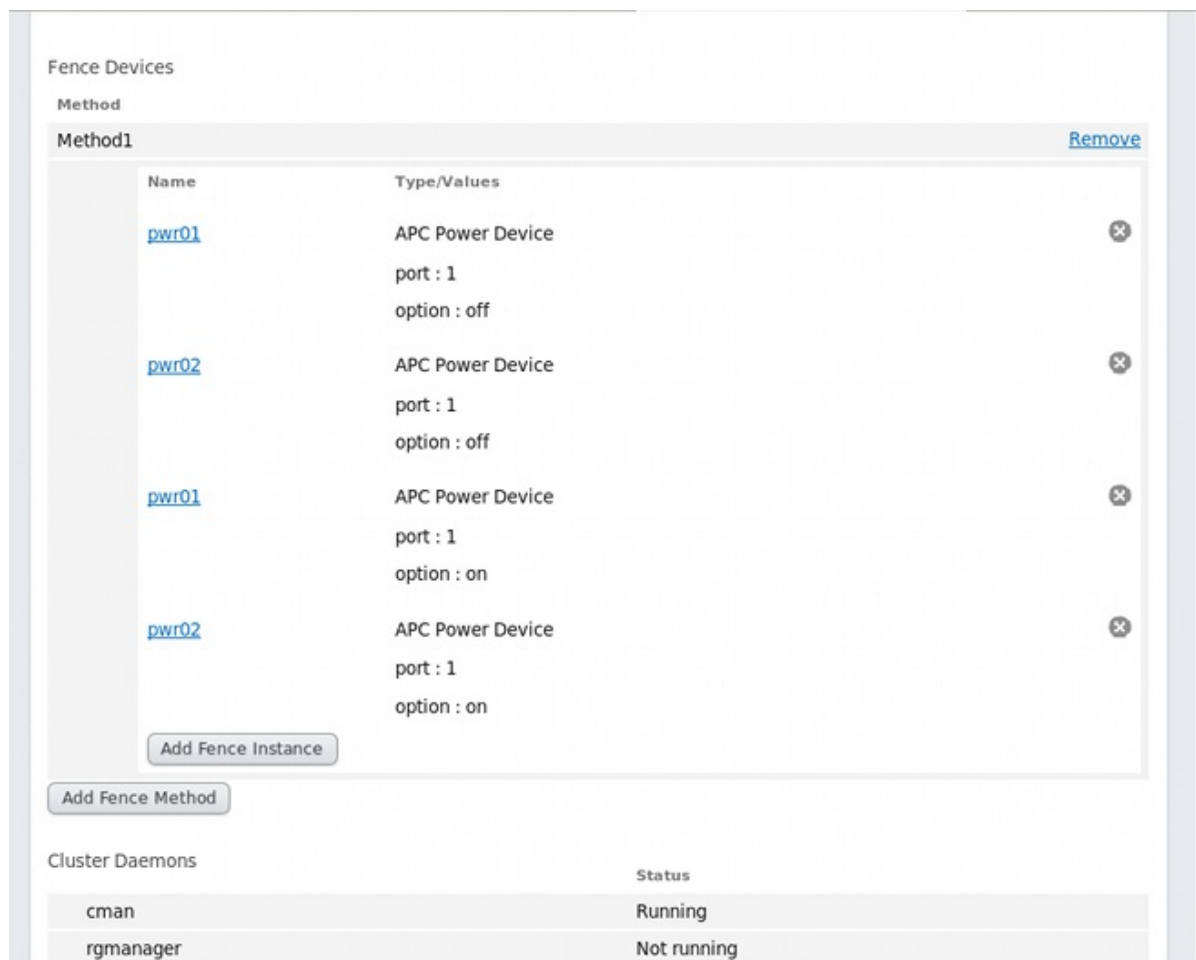 Fence Devices
Method
Method1 Remove
Name Type/Values
pwr01 APC Power Device
port : 1
option : off
pwr02 APC Power Device
port : 1
option : off
pwr01 APC Power Device
port : 1
option : on
pwr02 APC Power Device
port : 1
option : on
Add Fence Instance
Add Fence Method
Cluster Daemons
Status
cman Running
rgmanager Not running